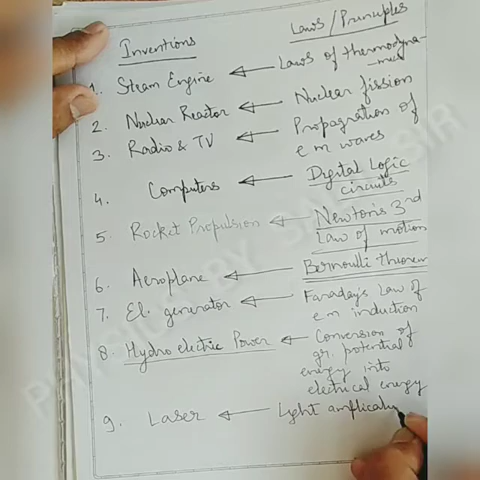 Inventions Laws/Principles
1. Steam Engine ← Laws of thermodyna-
mics
2. Nuclear Reactor ← Nuclear fission
3. Radio & TV ← Propagation of
e m waves
4. Computers ← Digital Logic
circuits
5. Rocket Propulsion ← Newton's 3rd
Law of motion
6. Aeroplane ← Bernoulli theorem
7. El. generator ← Faraday's Law of
e m induction
8. Hydro electric Power ← Conversion of
gr. potential
energy into
electrical energy
9. Laser ← Light amplification